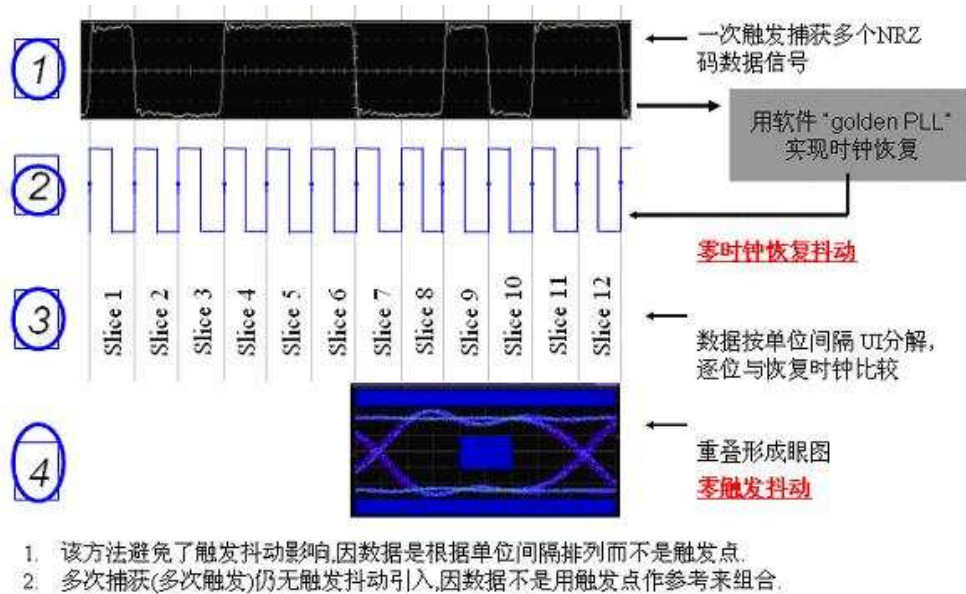 1
一次触发捕获多个NRZ
码数据信号
用软件 "golden PLL"
实现时钟恢复
2
零时钟恢复抖动
3
Slice 1
Slice 2
Slice 3
Slice 4
Slice 5
Slice 6
Slice 7
Slice 8
Slice 9
Slice 10
Slice 11
Slice 12
数据按单位间隔 UI分解,
逐位与恢复时钟比较
4
重叠形成眼图
零触发抖动
1. 该方法避免了触发抖动影响,因数据是根据单位间隔排列而不是触发点.
2. 多次捕获(多次触发)仍无触发抖动引入,因数据不是用触发点作参考来组合.